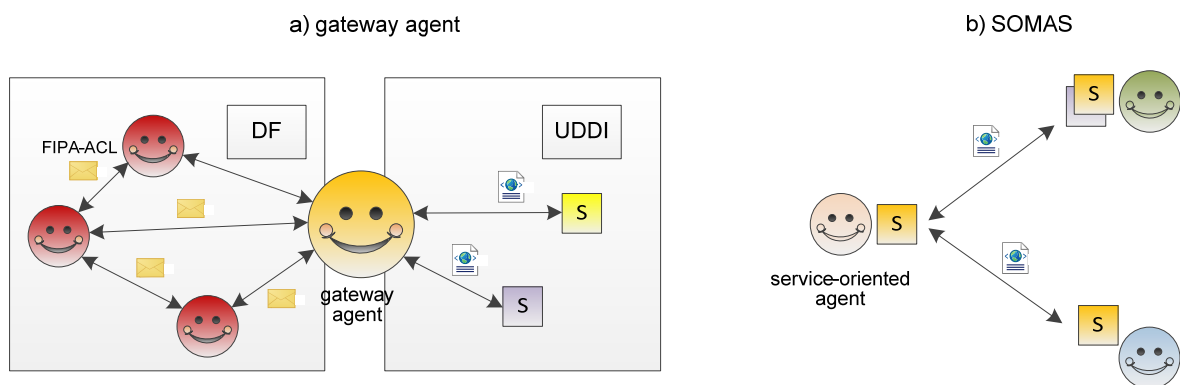 a) gateway agent
b) SOMAS
DF
UDDI
FIPA-ACL
S
S
gateway
agent
S
S
service-oriented
agent
S